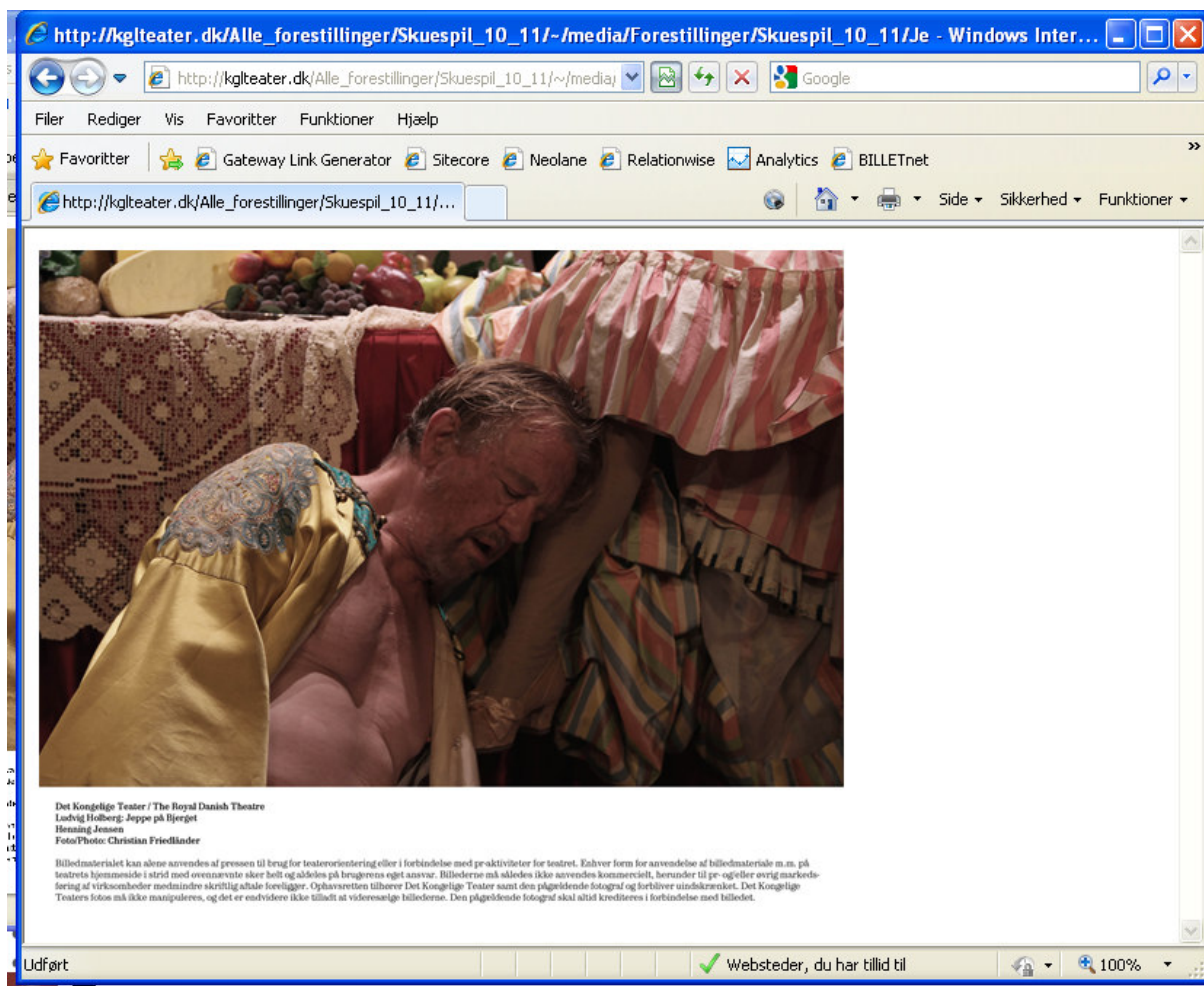 http://kglteater.dk/Alle_forestillinger/Skuespil_10_11/~/media/Forestillinger/Skuespil_10_11/Je - Windows Inter...
http://kglteater.dk/Alle_forestillinger/Skuespil_10_11/~/media/
Google
Filer Rediger Vis Favoritter Funktioner Hjælp
Favoritter Gateway Link Generator Sitecore Neolane Relationwise Analytics BILLETnet »
http://kglteater.dk/Alle_forestillinger/Skuespil_10_11/...
Side Sikkerhed Funktioner
Det Kongelige Teater / The Royal Danish Theatre
Ludvig Holberg: Jeppe på Bjerget
Henning Jensen
Foto/Photo: Christian Friedländer
Billedmaterialet kan alene anvendes af pressen til brug for teaterorientering eller i forbindelse med pr-aktiviteter for teatret. Enhver form for anvendelse af billedmateriale m.m. på
teatrets hjemmeside i strid med ovennævnte sker helt og aldeles på brugerens eget ansvar. Billederne må således ikke anvendes kommercielt, herunder til pr- og/eller øvrig markeds-
føring af virksomheder medmindre skriftlig aftale foreligger. Ophavsretten tilhører Det Kongelige Teater samt den pågældende fotograf og forbliver uindskrænket. Det Kongelige
Teaters fotos må ikke manipuleres, og det er endvidere ikke tilladt at videresælge billederne. Den pågældende fotograf skal altid krediteres i forbindelse med billedet.
Udført
Websteder, du har tillid til
100%